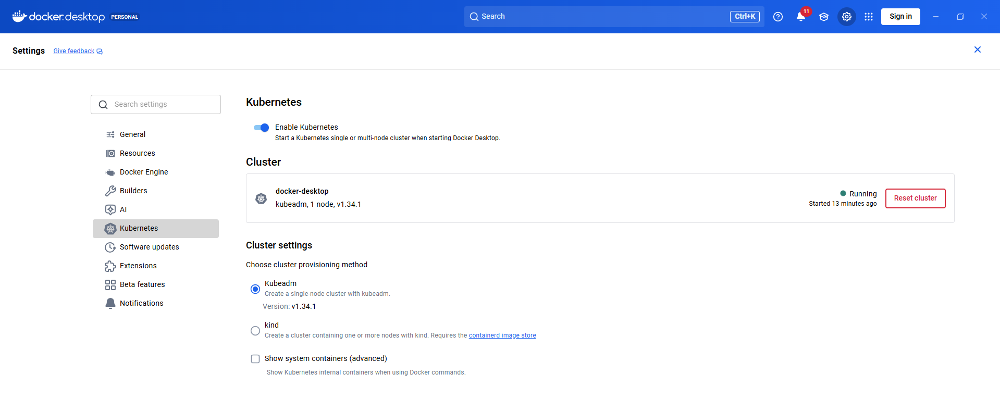 docker.desktop PERSONAL
Search Ctrl+K
11
Sign in
Settings Give feedback
Search settings
General
Resources
Docker Engine
Builders
AI
Kubernetes
Software updates
Extensions
Beta features
Notifications
Kubernetes
Enable Kubernetes
Start a Kubernetes single or multi-node cluster when starting Docker Desktop.
Cluster
docker-desktop
kubeadm, 1 node, v1.34.1
Running
Started 13 minutes ago
Reset cluster
Cluster settings
Choose cluster provisioning method
Kubeadm
Create a single-node cluster with kubeadm.
Version: v1.34.1
kind
Create a cluster containing one or more nodes with kind. Requires the containerd image store
Show system containers (advanced)
Show Kubernetes internal containers when using Docker commands.